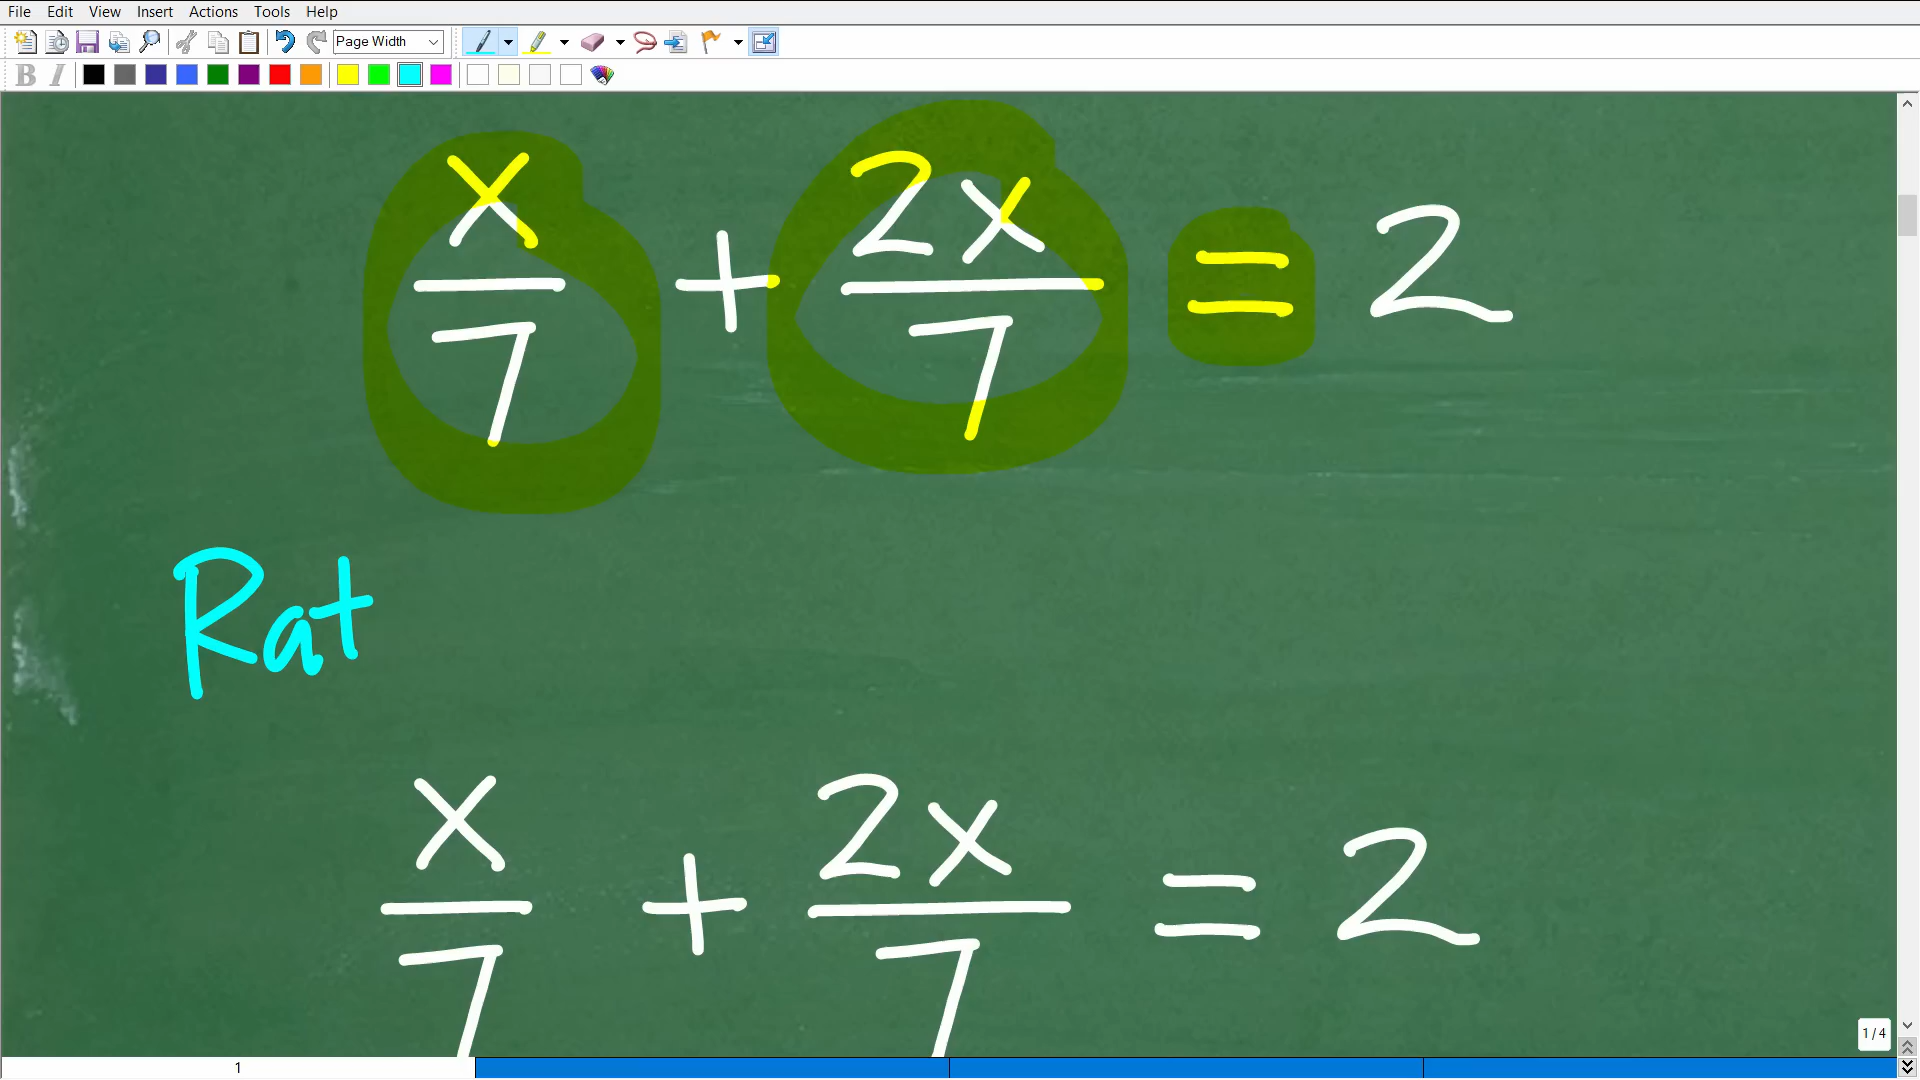 File Edit View Insert Actions Tools Help
Page Width
B I
x/7 + 2x/7 = 2
Rat
x/7 + 2x/7 = 2
1 / 4
1